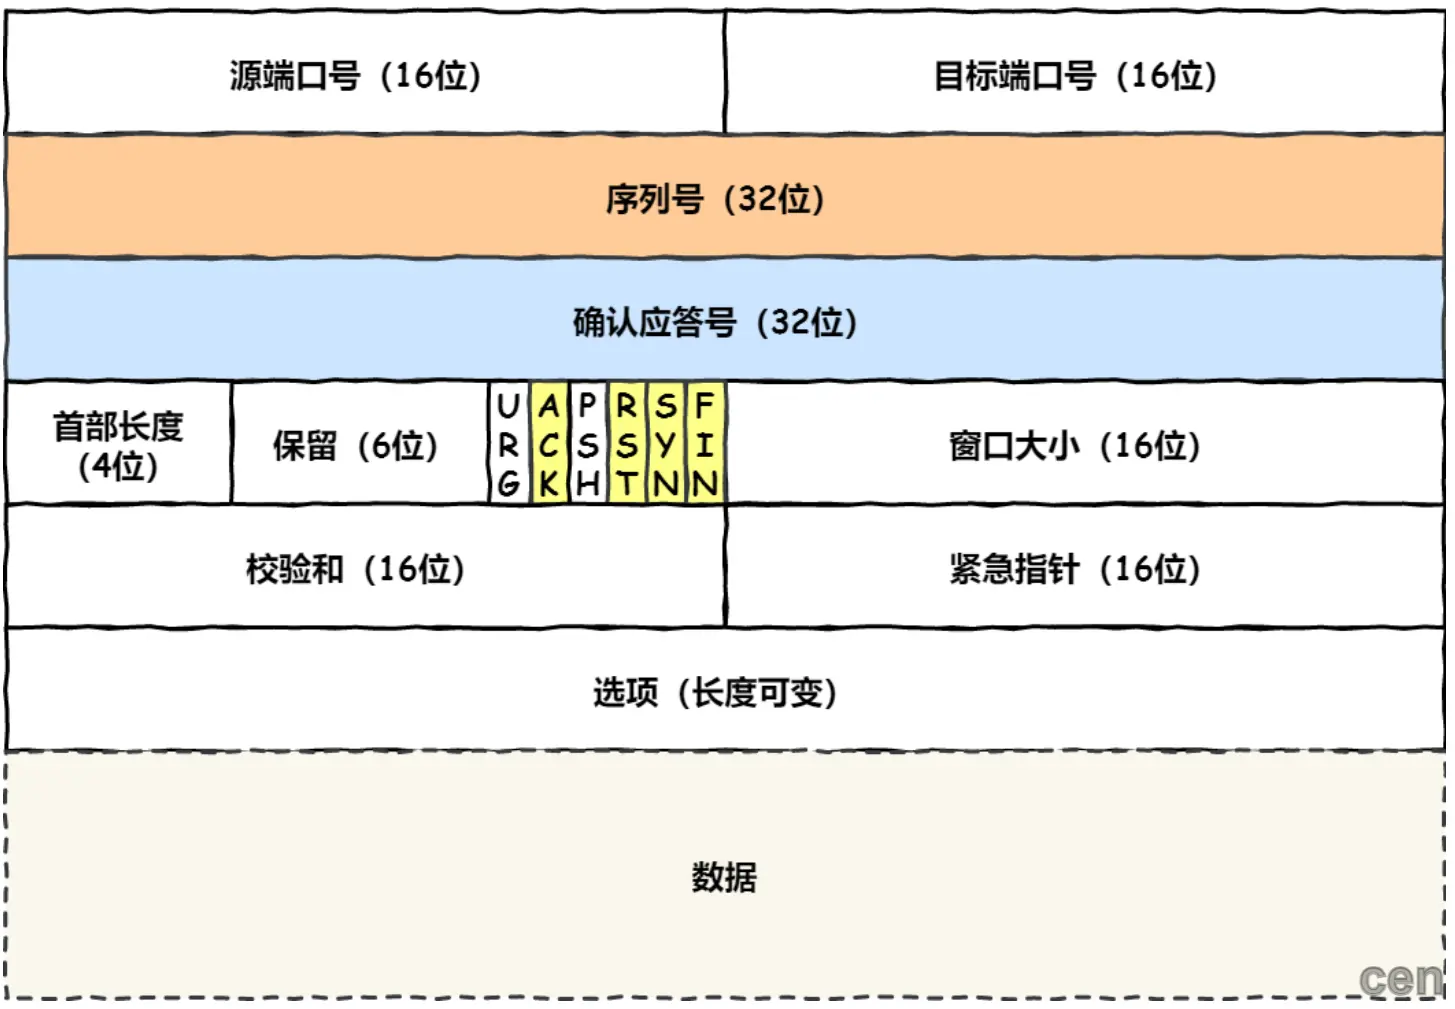 源端口号（16位）
目标端口号（16位）
序列号（32位）
确认应答号（32位）
首部长度
（4位）
保留（6位）
URG
ACK
PSH
RST
SYN
FIN
窗口大小（16位）
校验和（16位）
紧急指针（16位）
选项（长度可变）
数据
cen